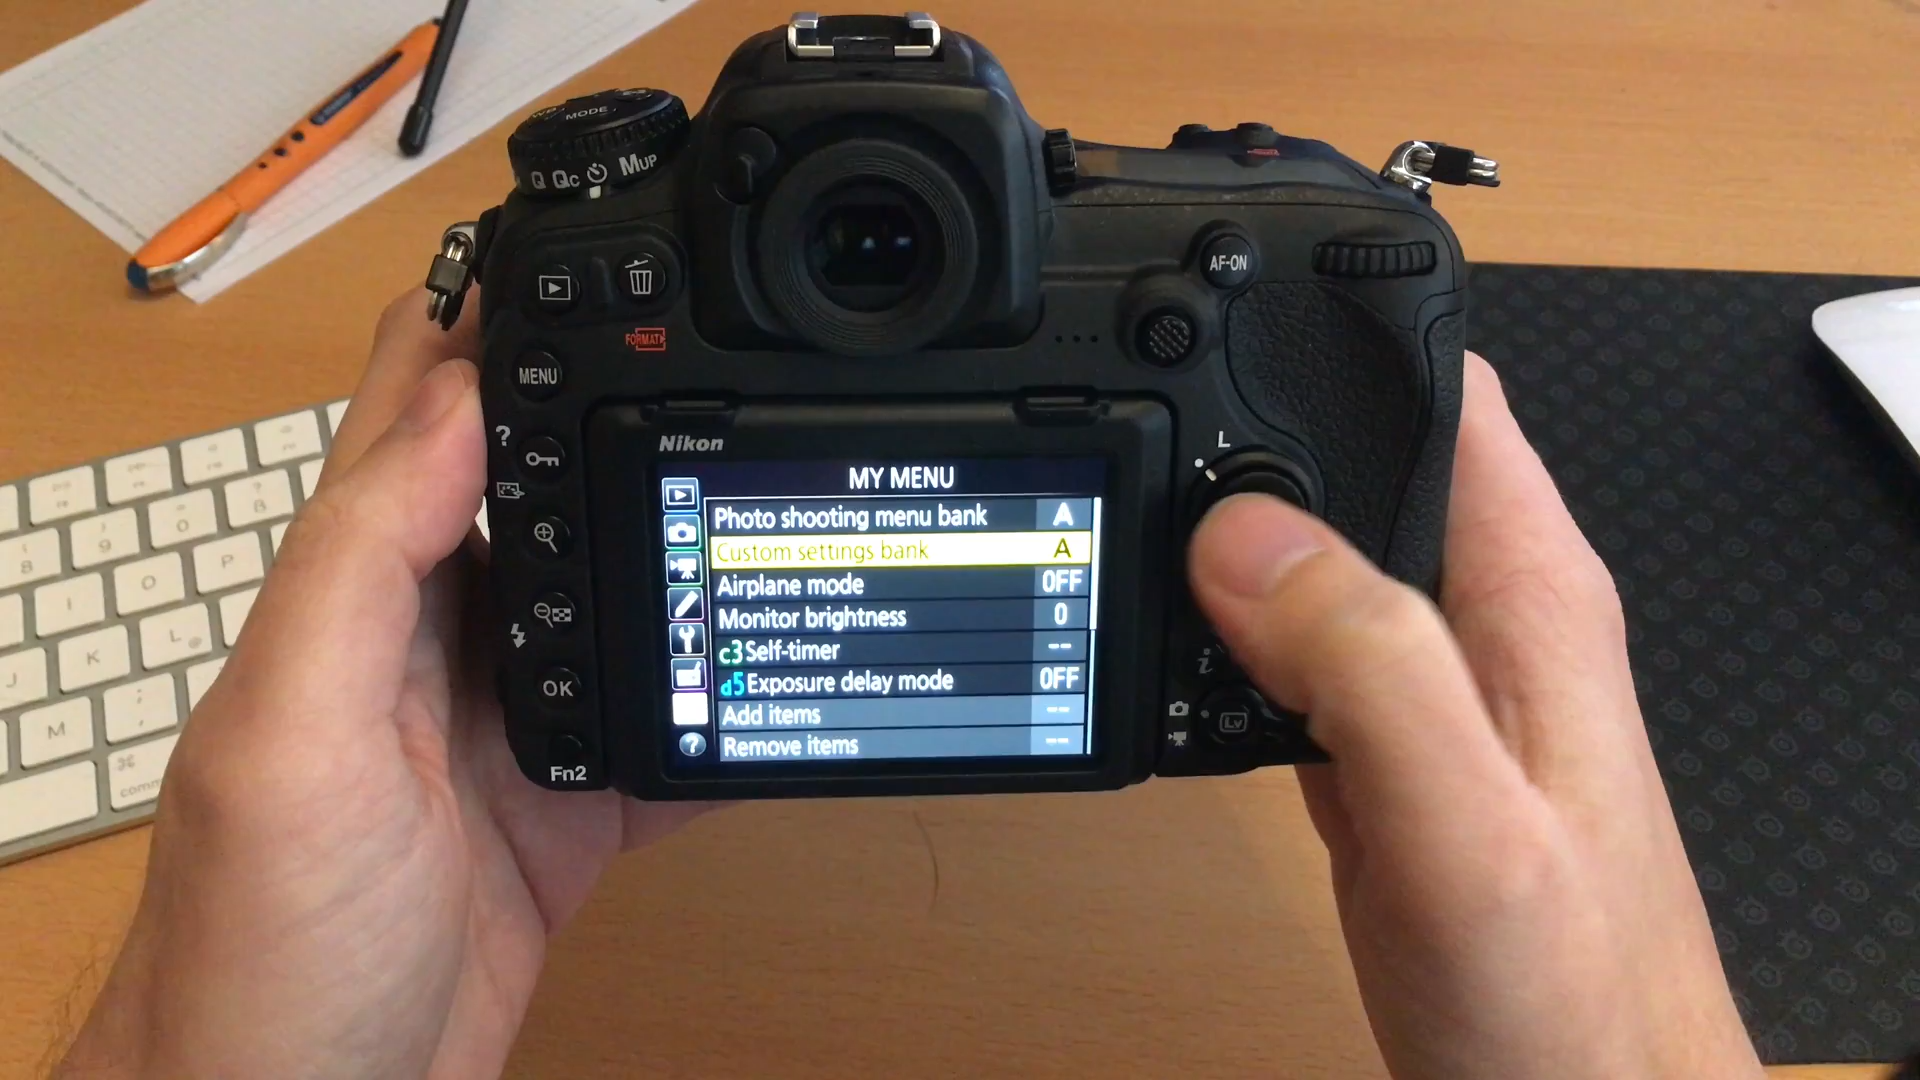 MODE
Q Qc MUP
AF-ON
FORMAT
MENU
?
L
Nikon
MY MENU
Photo shooting menu bank A
Custom settings bank A
Airplane mode OFF
Monitor brightness 0
c3 Self-timer --
d5 Exposure delay mode OFF
Add items --
Remove items --
?
OK
i
Lv
Fn2
P
O
I
L
K
J
M